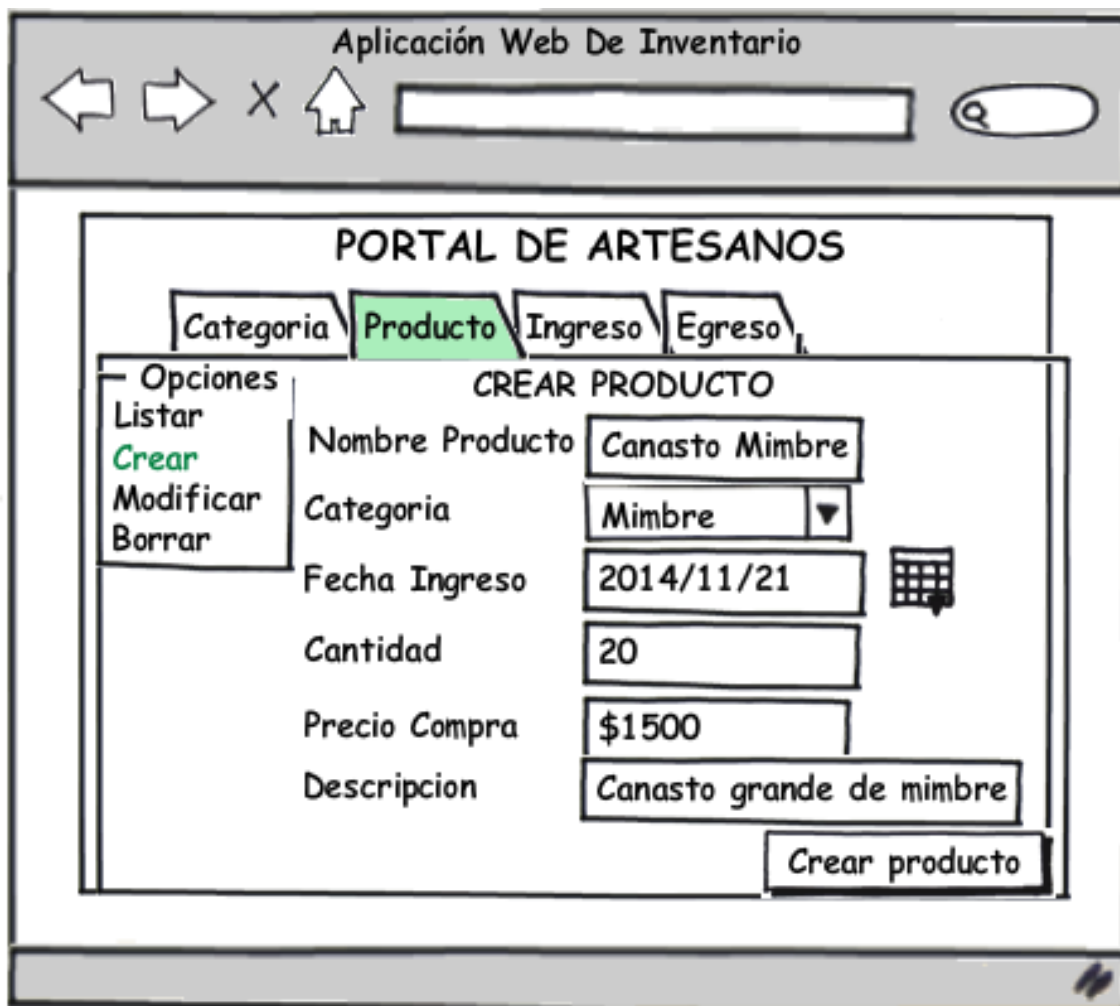 Aplicación Web De Inventario
PORTAL DE ARTESANOS
Categoria Producto Ingreso Egreso
Opciones
Listar
Crear
Modificar
Borrar
CREAR PRODUCTO
Nombre Producto Canasto Mimbre
Categoria Mimbre
Fecha Ingreso 2014/11/21
Cantidad 20
Precio Compra $1500
Descripcion Canasto grande de mimbre
Crear producto